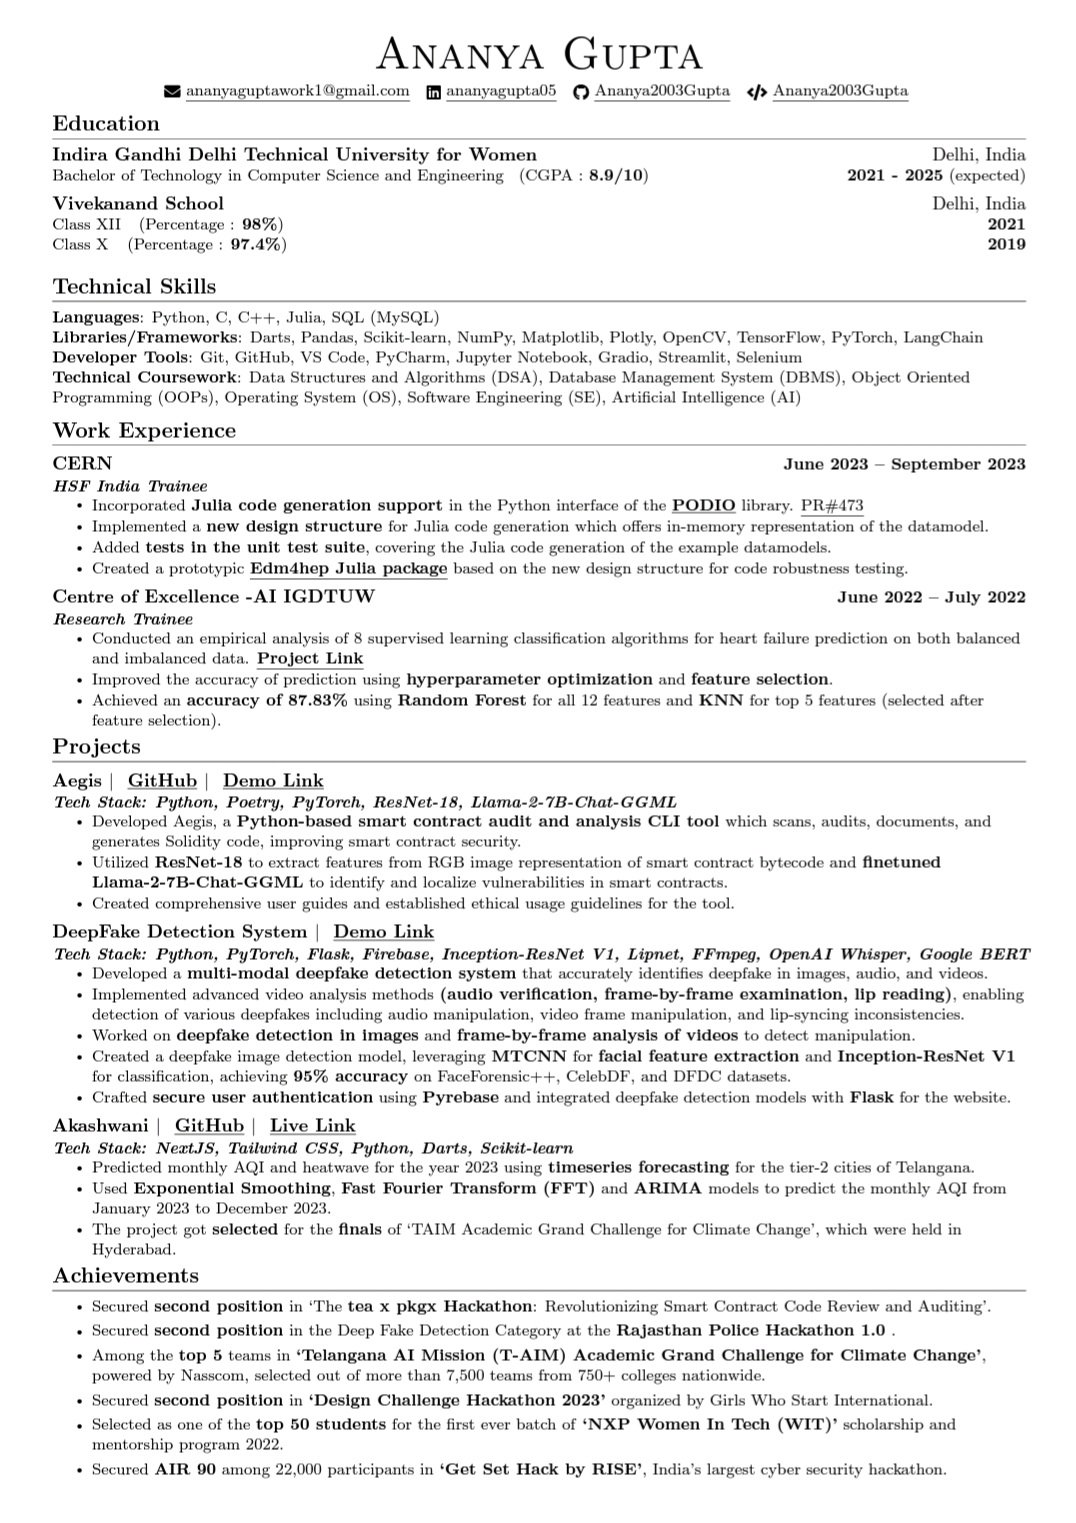 Ananya Gupta
ananyaguptawork1@gmail.com ananyagupta05 Ananya2003Gupta Ananya2003Gupta
Education
Indira Gandhi Delhi Technical University for Women Delhi, India
Bachelor of Technology in Computer Science and Engineering (CGPA : 8.9/10) 2021 - 2025 (expected)
Vivekanand School Delhi, India
Class XII (Percentage : 98%) 2021
Class X (Percentage : 97.4%) 2019
Technical Skills
Languages: Python, C, C++, Julia, SQL (MySQL)
Libraries/Frameworks: Darts, Pandas, Scikit-learn, NumPy, Matplotlib, Plotly, OpenCV, TensorFlow, PyTorch, LangChain
Developer Tools: Git, GitHub, VS Code, PyCharm, Jupyter Notebook, Gradio, Streamlit, Selenium
Technical Coursework: Data Structures and Algorithms (DSA), Database Management System (DBMS), Object Oriented
Programming (OOPs), Operating System (OS), Software Engineering (SE), Artificial Intelligence (AI)
Work Experience
CERN June 2023 – September 2023
HSF India Trainee
• Incorporated Julia code generation support in the Python interface of the PODIO library. PR#473
• Implemented a new design structure for Julia code generation which offers in-memory representation of the datamodel.
• Added tests in the unit test suite, covering the Julia code generation of the example datamodels.
• Created a prototypic Edm4hep Julia package based on the new design structure for code robustness testing.
Centre of Excellence -AI IGDTUW June 2022 – July 2022
Research Trainee
• Conducted an empirical analysis of 8 supervised learning classification algorithms for heart failure prediction on both balanced
and imbalanced data. Project Link
• Improved the accuracy of prediction using hyperparameter optimization and feature selection.
• Achieved an accuracy of 87.83% using Random Forest for all 12 features and KNN for top 5 features (selected after
feature selection).
Projects
Aegis | GitHub | Demo Link
Tech Stack: Python, Poetry, PyTorch, ResNet-18, Llama-2-7B-Chat-GGML
• Developed Aegis, a Python-based smart contract audit and analysis CLI tool which scans, audits, documents, and
generates Solidity code, improving smart contract security.
• Utilized ResNet-18 to extract features from RGB image representation of smart contract bytecode and finetuned
Llama-2-7B-Chat-GGML to identify and localize vulnerabilities in smart contracts.
• Created comprehensive user guides and established ethical usage guidelines for the tool.
DeepFake Detection System | Demo Link
Tech Stack: Python, PyTorch, Flask, Firebase, Inception-ResNet V1, Lipnet, FFmpeg, OpenAI Whisper, Google BERT
• Developed a multi-modal deepfake detection system that accurately identifies deepfake in images, audio, and videos.
• Implemented advanced video analysis methods (audio verification, frame-by-frame examination, lip reading), enabling
detection of various deepfakes including audio manipulation, video frame manipulation, and lip-syncing inconsistencies.
• Worked on deepfake detection in images and frame-by-frame analysis of videos to detect manipulation.
• Created a deepfake image detection model, leveraging MTCNN for facial feature extraction and Inception-ResNet V1
for classification, achieving 95% accuracy on FaceForensic++, CelebDF, and DFDC datasets.
• Crafted secure user authentication using Pyrebase and integrated deepfake detection models with Flask for the website.
Akashwani | GitHub | Live Link
Tech Stack: NextJS, Tailwind CSS, Python, Darts, Scikit-learn
• Predicted monthly AQI and heatwave for the year 2023 using timeseries forecasting for the tier-2 cities of Telangana.
• Used Exponential Smoothing, Fast Fourier Transform (FFT) and ARIMA models to predict the monthly AQI from
January 2023 to December 2023.
• The project got selected for the finals of ‘TAIM Academic Grand Challenge for Climate Change’, which were held in
Hyderabad.
Achievements
• Secured second position in ‘The tea x pkgx Hackathon: Revolutionizing Smart Contract Code Review and Auditing’.
• Secured second position in the Deep Fake Detection Category at the Rajasthan Police Hackathon 1.0 .
• Among the top 5 teams in ‘Telangana AI Mission (T-AIM) Academic Grand Challenge for Climate Change’,
powered by Nasscom, selected out of more than 7,500 teams from 750+ colleges nationwide.
• Secured second position in ‘Design Challenge Hackathon 2023’ organized by Girls Who Start International.
• Selected as one of the top 50 students for the first ever batch of ‘NXP Women In Tech (WIT)’ scholarship and
mentorship program 2022.
• Secured AIR 90 among 22,000 participants in ‘Get Set Hack by RISE’, India’s largest cyber security hackathon.